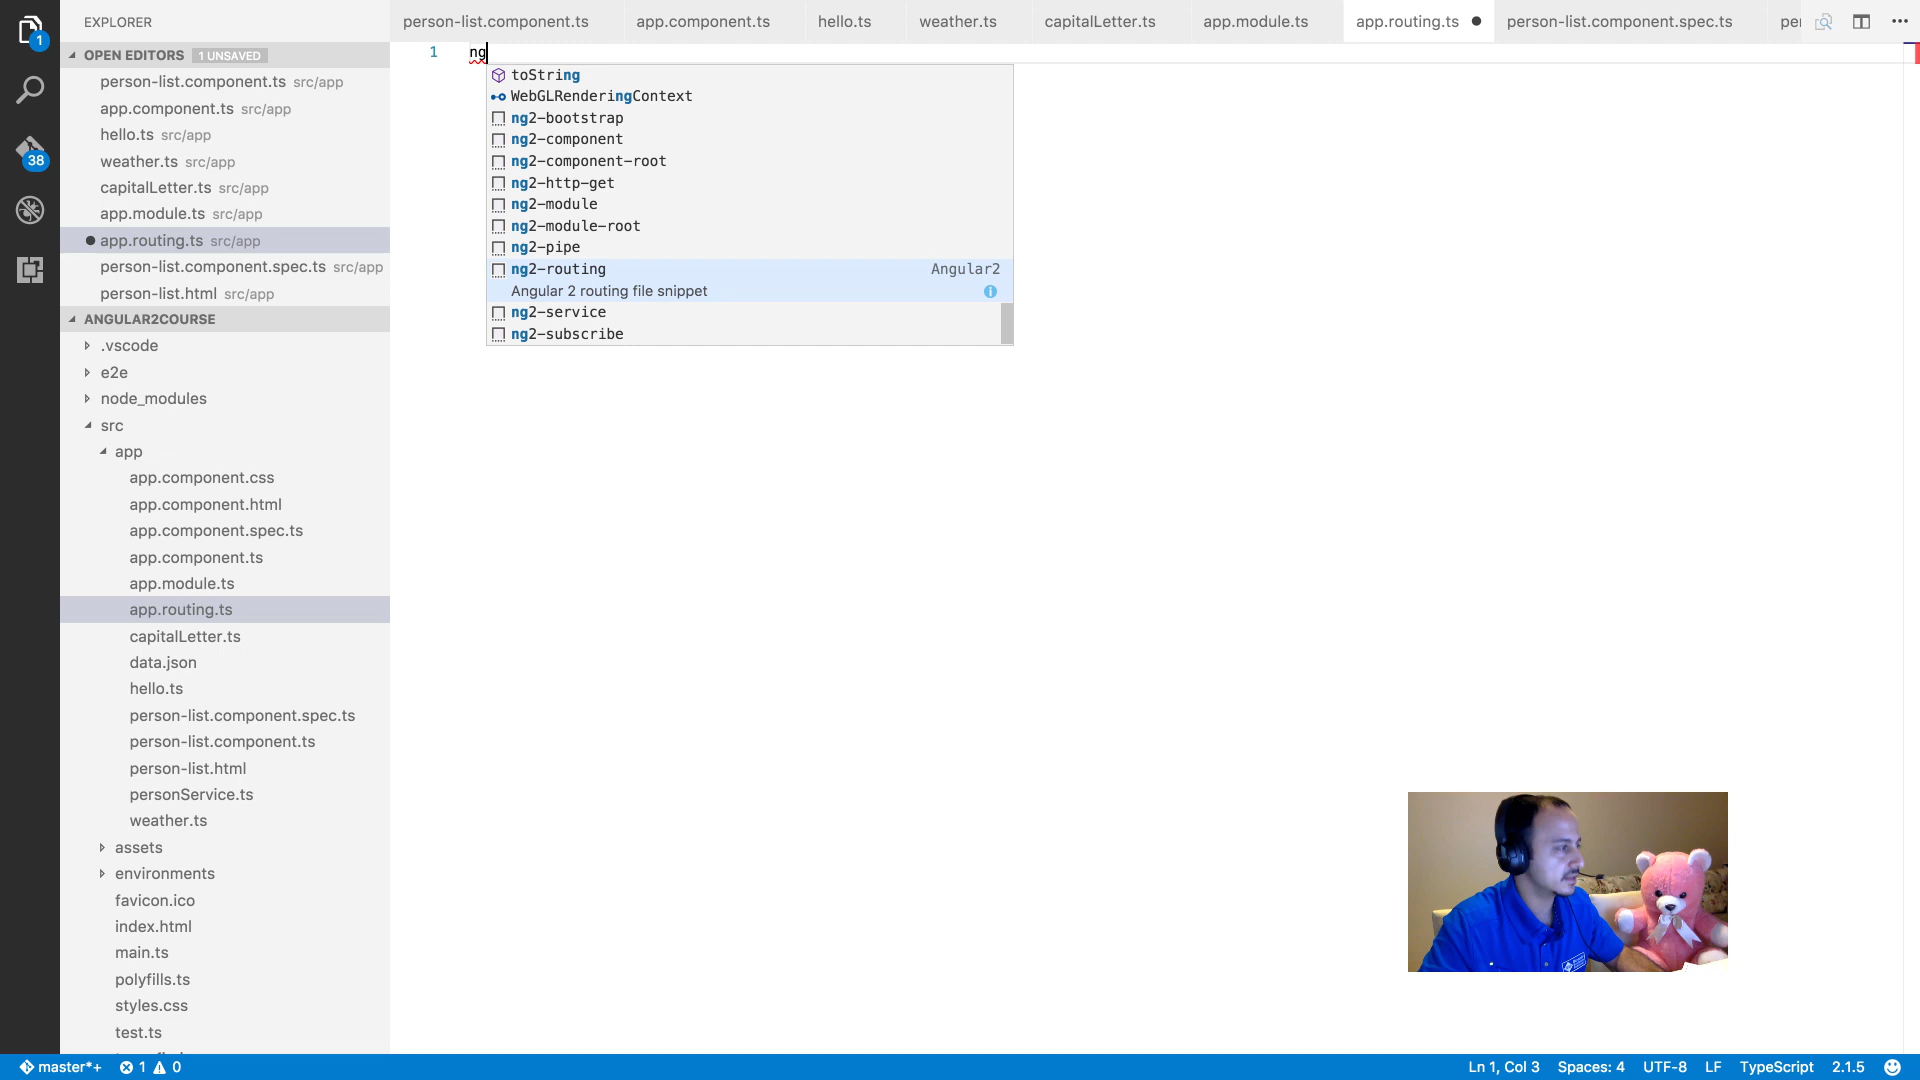 EXPLORER
person-list.component.ts
app.component.ts
hello.ts
weather.ts
capitalLetter.ts
app.module.ts
app.routing.ts
person-list.component.spec.ts
1
OPEN EDITORS 1 UNSAVED
person-list.component.ts src/app
app.component.ts src/app
hello.ts src/app
weather.ts src/app
capitalLetter.ts src/app
app.module.ts src/app
app.routing.ts src/app
person-list.component.spec.ts src/app
person-list.html src/app
38
ANGULAR2COURSE
.vscode
e2e
node_modules
src
app
app.component.css
app.component.html
app.component.spec.ts
app.component.ts
app.module.ts
app.routing.ts
capitalLetter.ts
data.json
hello.ts
person-list.component.spec.ts
person-list.component.ts
person-list.html
personService.ts
weather.ts
assets
environments
favicon.ico
index.html
main.ts
polyfills.ts
styles.css
test.ts
1 ng
toString
WebGLRenderingContext
ng2-bootstrap
ng2-component
ng2-component-root
ng2-http-get
ng2-module
ng2-module-root
ng2-pipe
ng2-routing Angular2
Angular 2 routing file snippet
ng2-service
ng2-subscribe
master*+ 1 0
Ln 1, Col 3 Spaces: 4 UTF-8 LF TypeScript 2.1.5